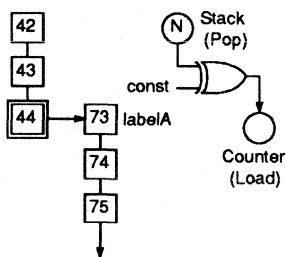 42
43
44
73 labelA
74
75
N
Stack
(Pop)
const
Counter
(Load)